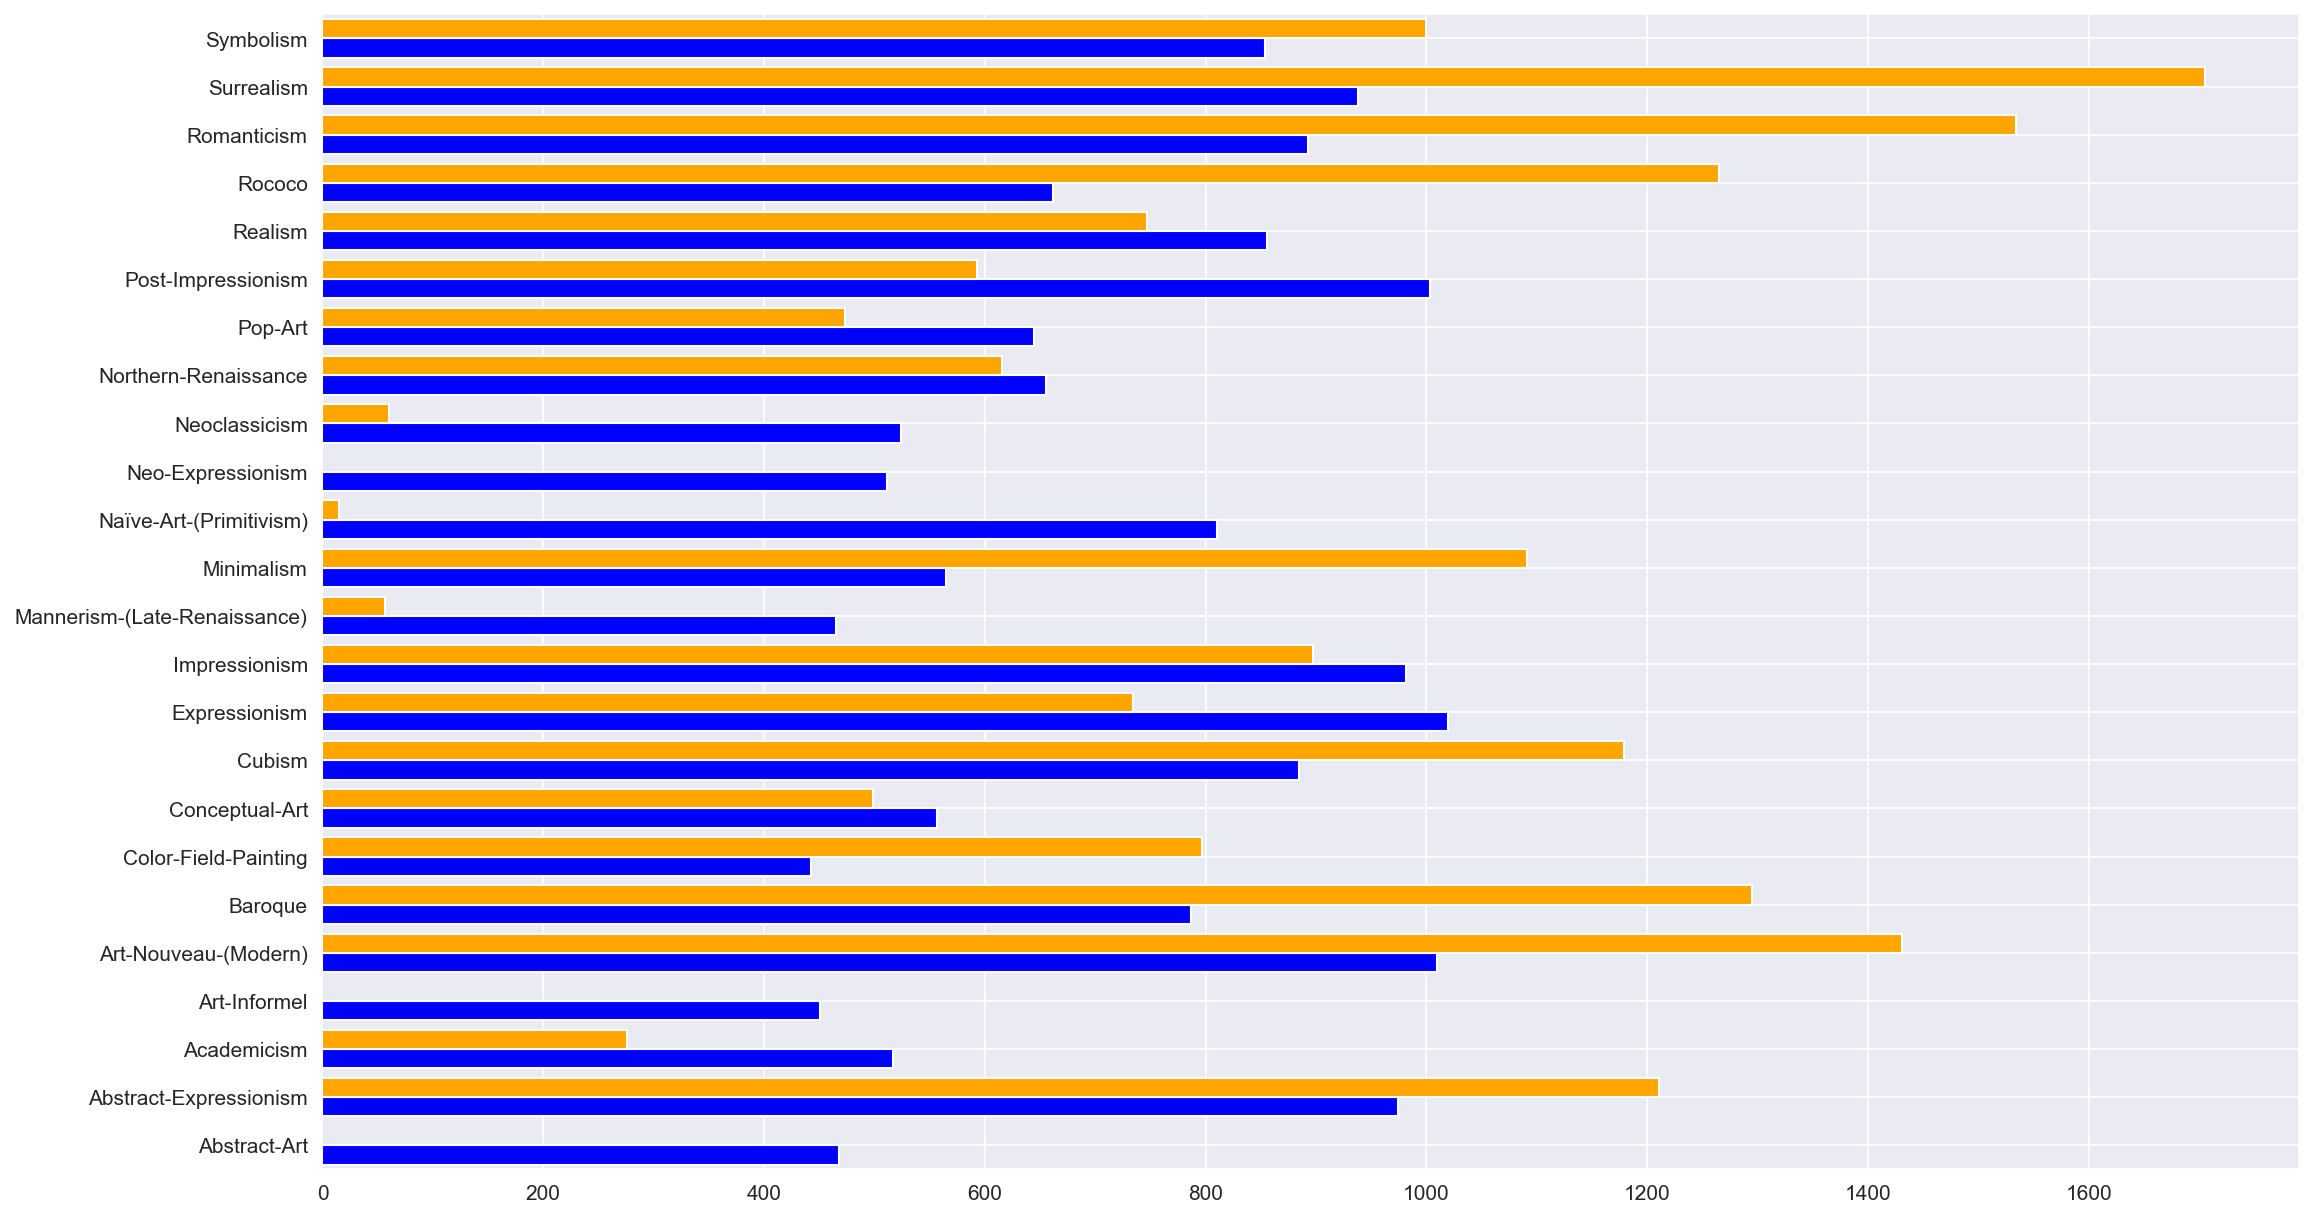 Symbolism
Surrealism
Romanticism
Rococo
Realism
Post-Impressionism
Pop-Art
Northern-Renaissance
Neoclassicism
Neo-Expressionism
Naïve-Art-(Primitivism)
Minimalism
Mannerism-(Late-Renaissance)
Impressionism
Expressionism
Cubism
Conceptual-Art
Color-Field-Painting
Baroque
Art-Nouveau-(Modern)
Art-Informel
Academicism
Abstract-Expressionism
Abstract-Art
0 200 400 600 800 1000 1200 1400 1600